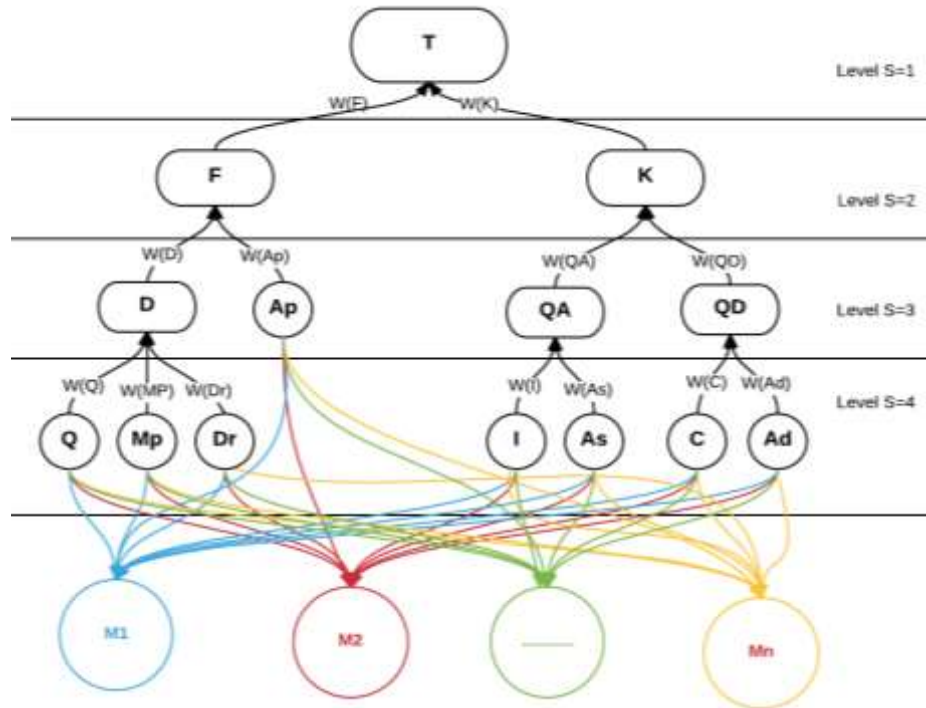 T
Level S=1
W(F)
W(K)
F
K
Level S=2
W(D)
W(Ap)
W(QA)
W(QD)
D
Ap
QA
QD
Level S=3
W(Q)
W(MP)
W(Dr)
W(I)
W(As)
W(C)
W(Ad)
Level S=4
Q
Mp
Dr
I
As
C
Ad
M1
M2
Mn